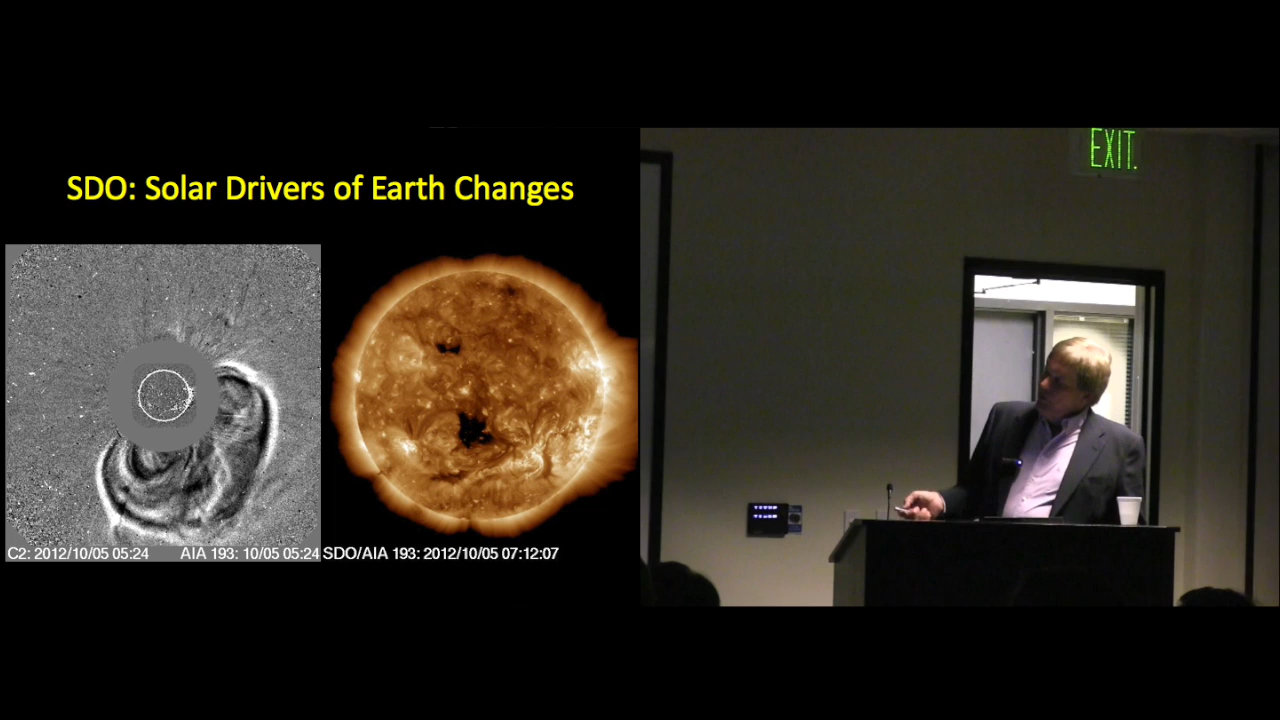 SDO: Solar Drivers of Earth Changes
C2: 2012/10/05 05:24
AIA 193: 10/05 05:24
SDO/AIA 193: 2012/10/05 07:12:07
EXIT